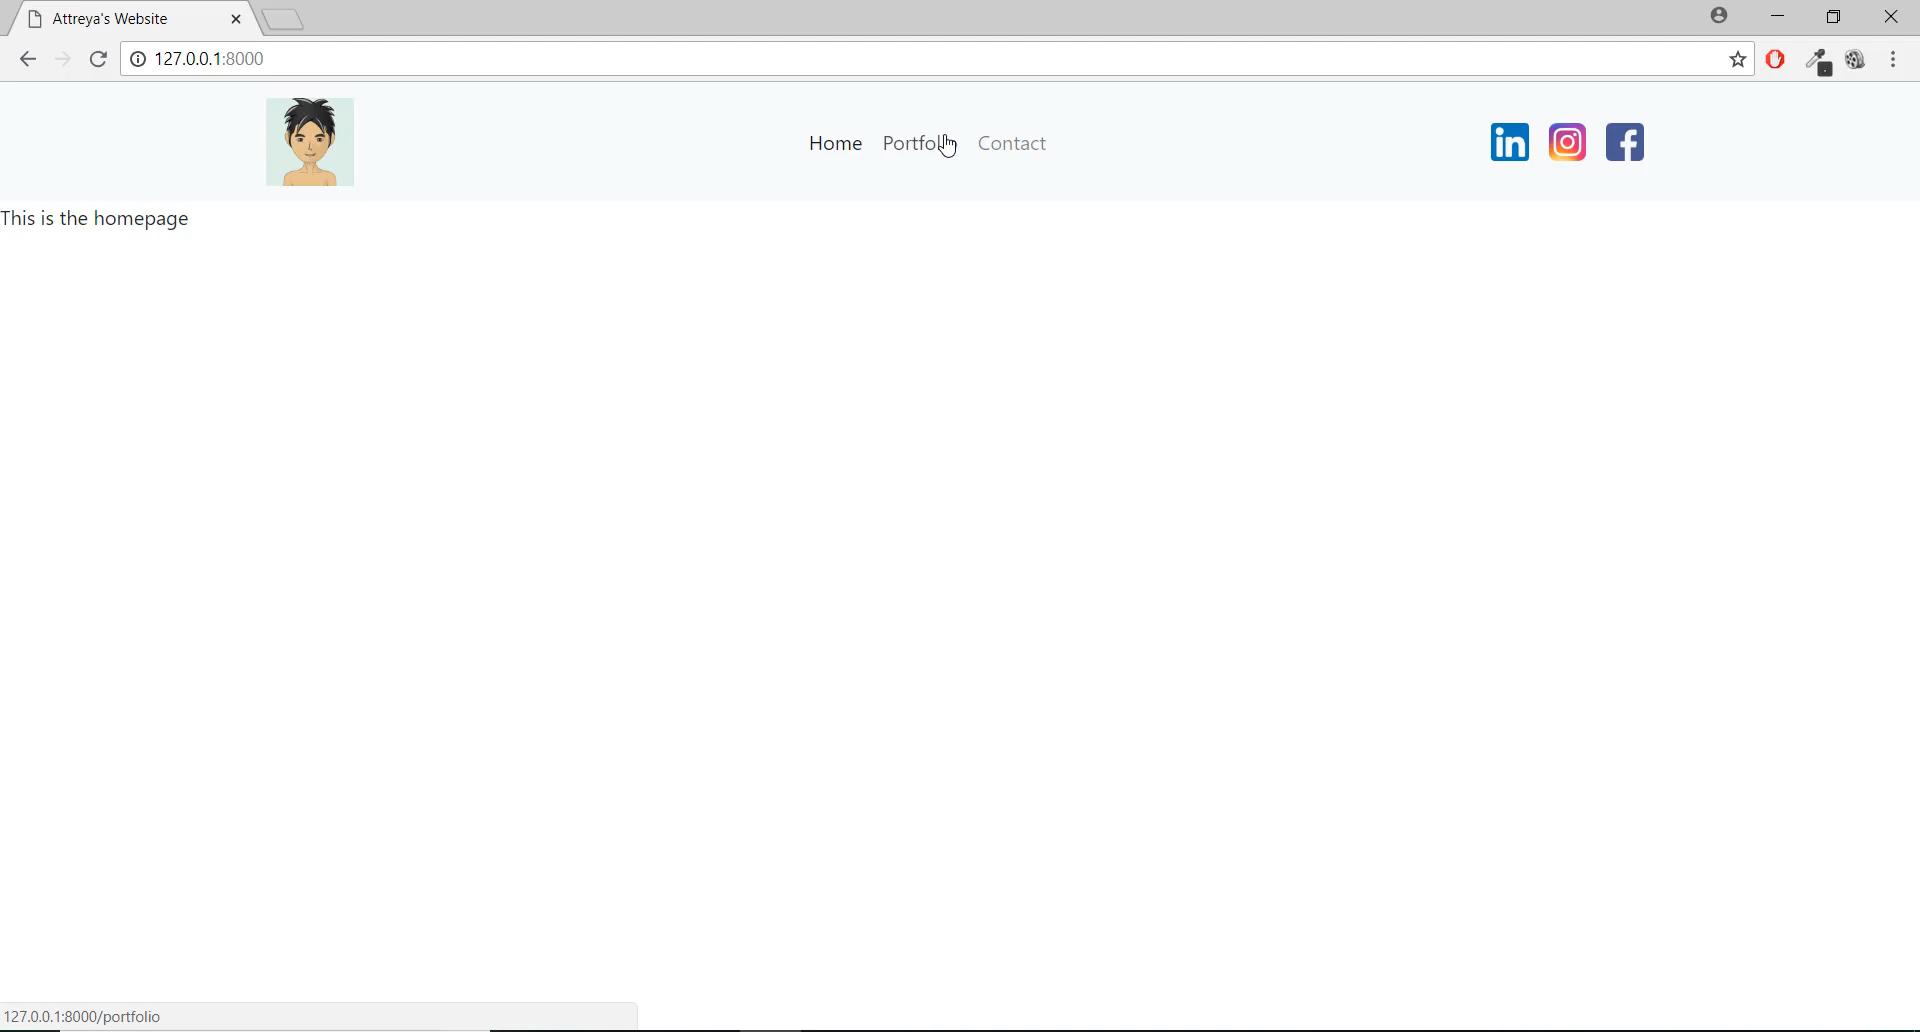 Attreya's Website
127.0.0.1:8000
Home Portfolio Contact
in
f
This is the homepage
127.0.0.1:8000/portfolio